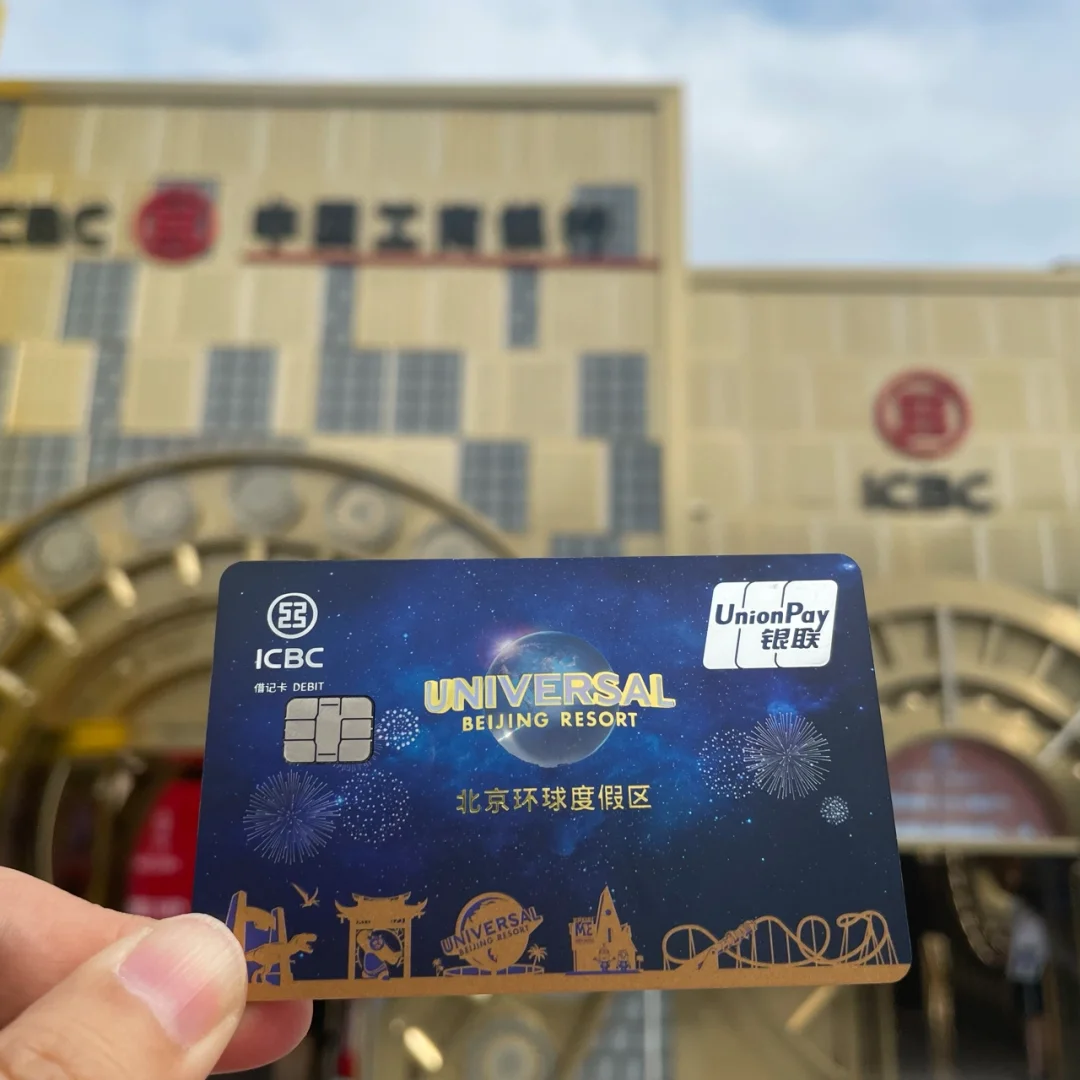 CBC 中国工商银行
ICBC
ICBC
借记卡 DEBIT
UnionPay
银联
UNIVERSAL
BEIJING RESORT
北京环球度假区
UNIVERSAL
BEIJING RESORT